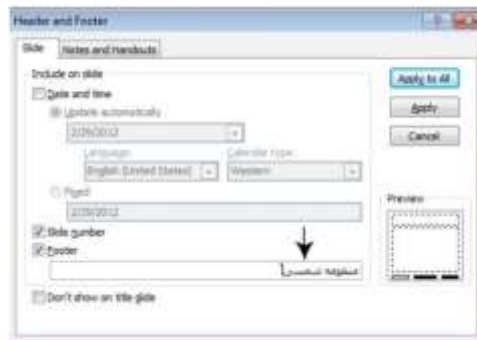 Header and Footer
Slide
Notes and Handouts
Include on slide
Date and time
Update automatically
2/29/2012
Language:
Calendar type:
English (United States)
Western
Fixed
2/29/2012
Slide number
Footer
منظومه شمسی
Don't show on title slide
Apply to All
Apply
Cancel
Preview